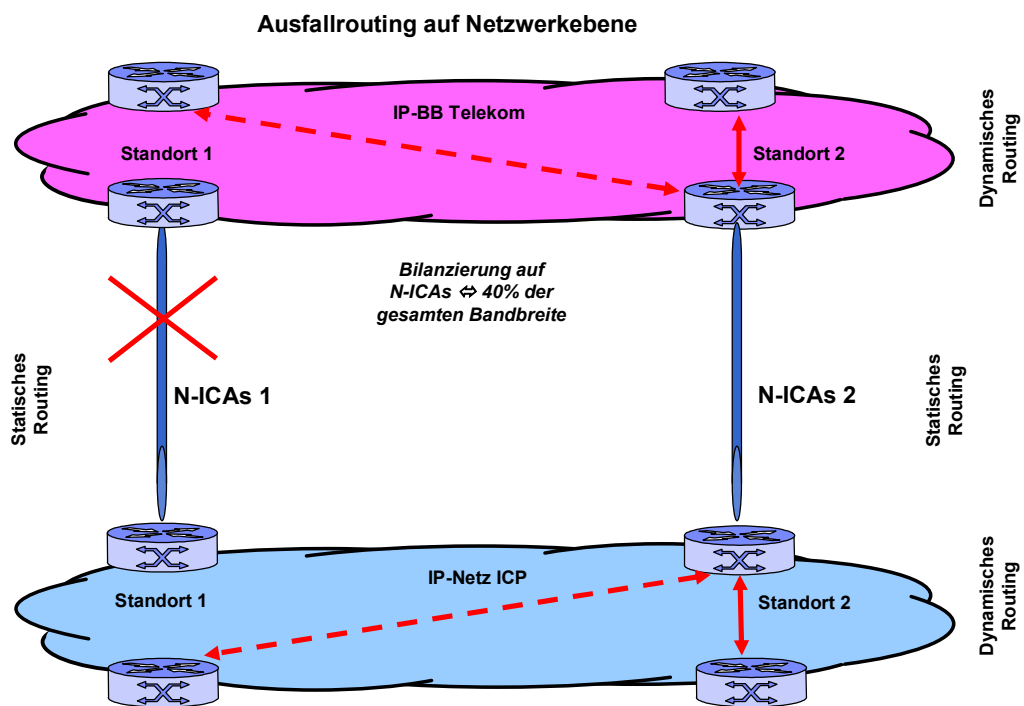 Ausfallrouting auf Netzwerkebene
IP-BB Telekom
Standort 1
Standort 2
Dynamisches
Routing
Bilanzierung auf
N-ICAs ⇔ 40% der
gesamten Bandbreite
Statisches
Routing
N-ICAs 1
N-ICAs 2
Statisches
Routing
IP-Netz ICP
Standort 1
Standort 2
Dynamisches
Routing